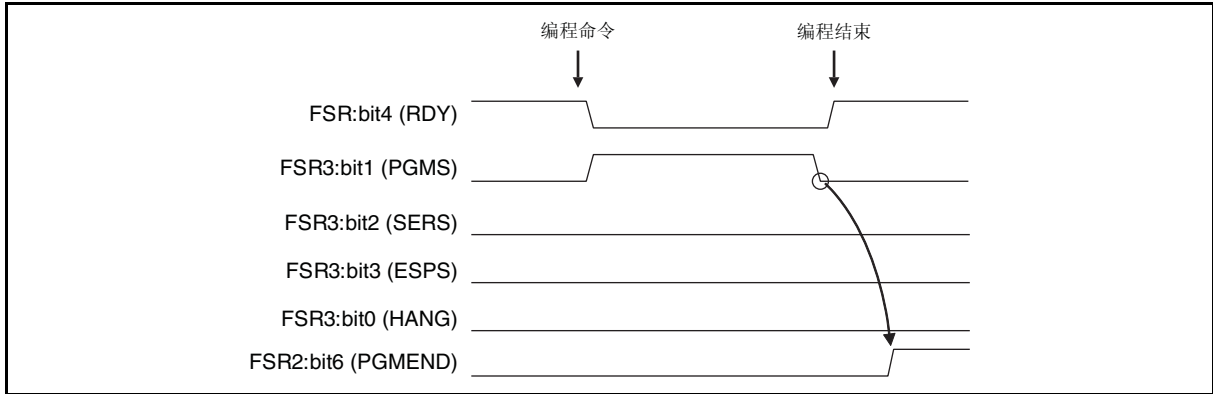 编程命令
编程结束
FSR:bit4 (RDY)
FSR3:bit1 (PGMS)
FSR3:bit2 (SERS)
FSR3:bit3 (ESPS)
FSR3:bit0 (HANG)
FSR2:bit6 (PGMEND)